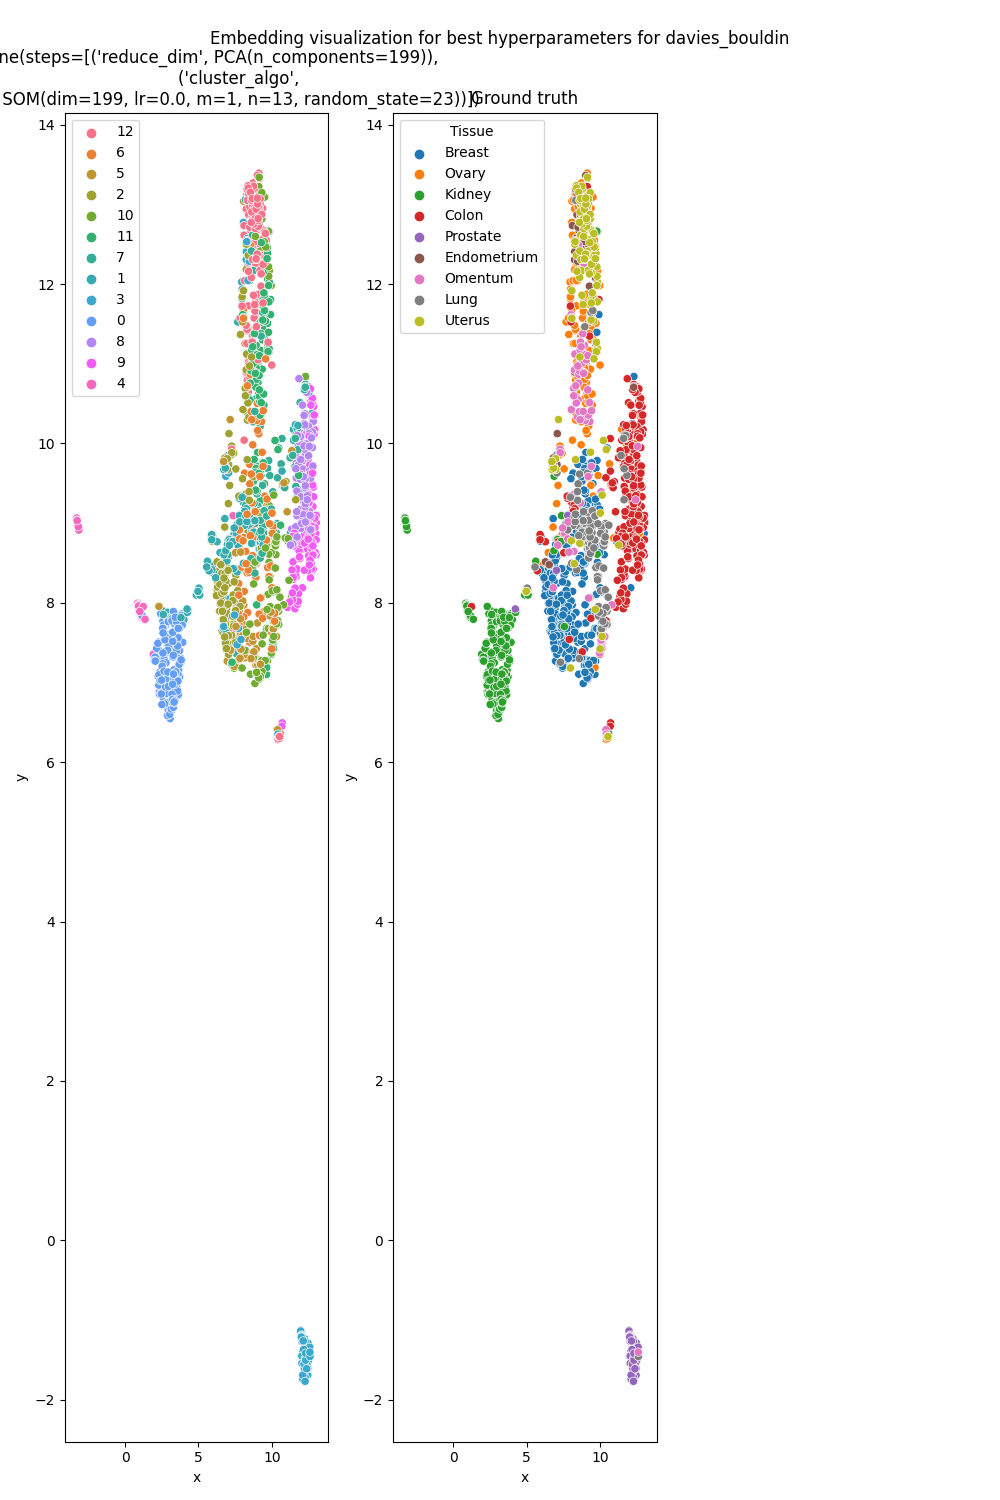 Embedding visualization for best hyperparameters for davies_bouldin
ne(steps=[('reduce_dim', PCA(n_components=199)),
('cluster_algo',
SOM(dim=199, lr=0.0, m=1, n=13, random_state=23))])
Ground truth
14
12
10
8
6
4
2
0
−2
y
0
5
10
x
12
6
5
2
10
11
7
1
3
0
8
9
4
14
12
10
8
6
4
2
0
−2
y
0
5
10
x
Tissue
Breast
Ovary
Kidney
Colon
Prostate
Endometrium
Omentum
Lung
Uterus